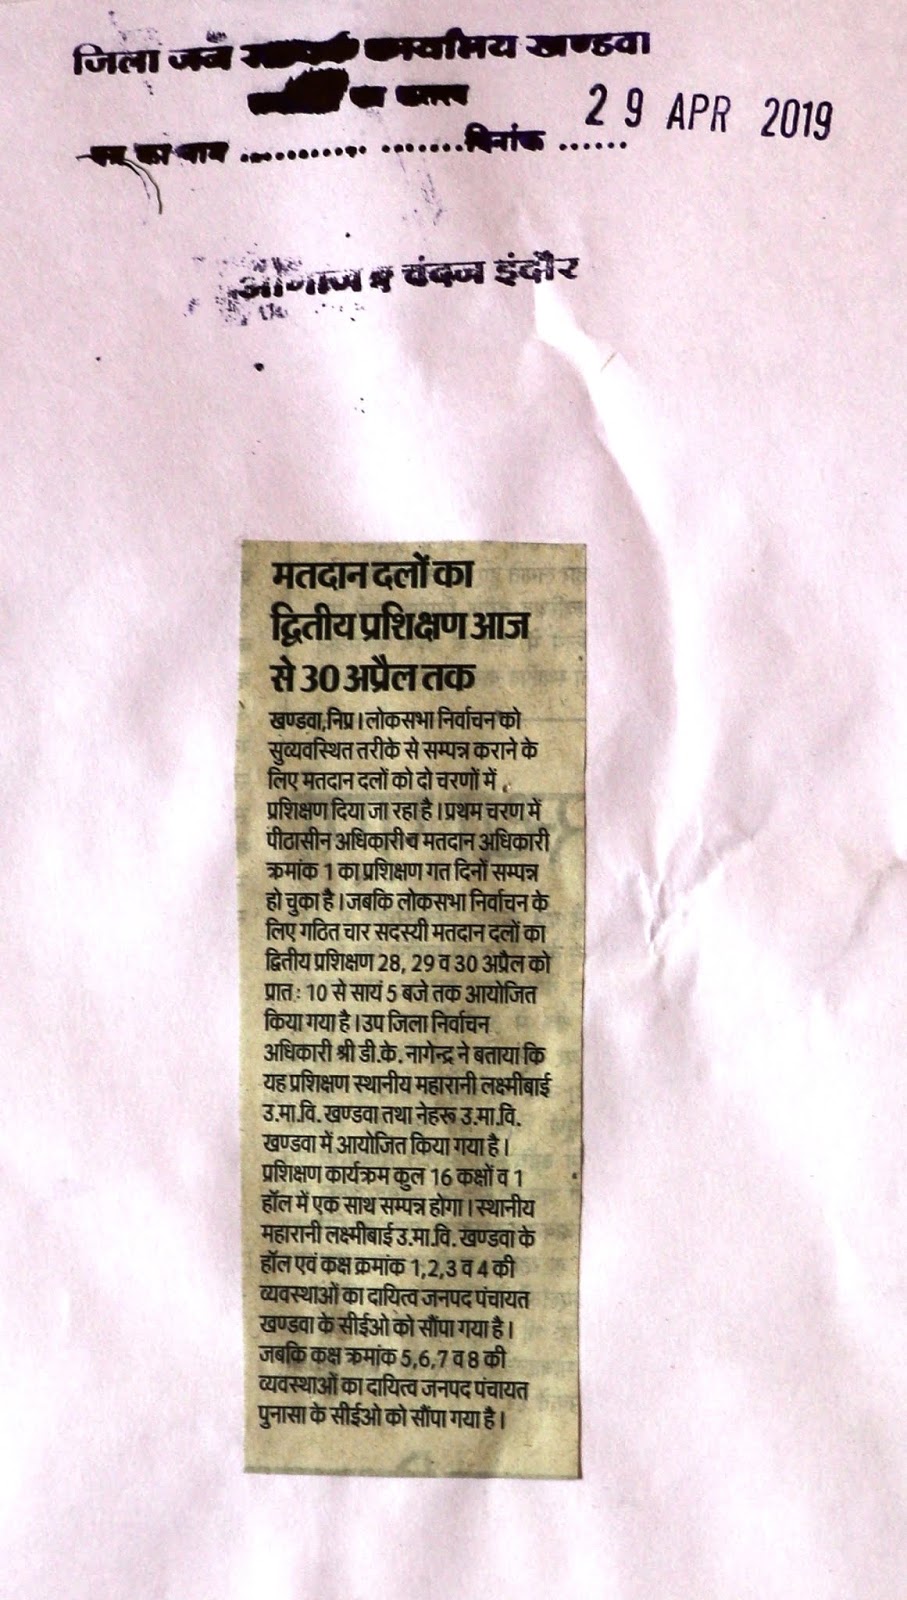 जिला जन कार्यालय खण्डवा
29 APR 2019
पत्र का नाम .................... दिनांक ......
चंदज इंदौर
मतदान दलों का
द्वितीय प्रशिक्षण आज
से 30 अप्रैल तक
खण्डवा,निप्र। लोकसभा निर्वाचन को
सुव्यवस्थित तरीके से सम्पन्न कराने के
लिए मतदान दलों को दो चरणों में
प्रशिक्षण दिया जा रहा है। प्रथम चरण में
पीठासीन अधिकारी व मतदान अधिकारी
क्रमांक 1 का प्रशिक्षण गत दिनों सम्पन्न
हो चुका है। जबकि लोकसभा निर्वाचन के
लिए गठित चार सदस्यी मतदान दलों का
द्वितीय प्रशिक्षण 28, 29 व 30 अप्रैल को
प्रात: 10 से सायं 5 बजे तक आयोजित
किया गया है। उप जिला निर्वाचन
अधिकारी श्री डी.के. नागेन्द्र ने बताया कि
यह प्रशिक्षण स्थानीय महारानी लक्ष्मीबाई
उ.मा.वि. खण्डवा तथा नेहरू उ.मा.वि.
खण्डवा में आयोजित किया गया है।
प्रशिक्षण कार्यक्रम कुल 16 कक्षों व 1
हॉल में एक साथ सम्पन्न होगा। स्थानीय
महारानी लक्ष्मीबाई उ.मा.वि. खण्डवा के
हॉल एवं कक्ष क्रमांक 1,2,3 व 4 की
व्यवस्थाओं का दायित्व जनपद पंचायत
खण्डवा के सीईओ को सौंपा गया है।
जबकि कक्ष क्रमांक 5,6,7 व 8 की
व्यवस्थाओं का दायित्व जनपद पंचायत
पुनासा के सीईओ को सौंपा गया है।